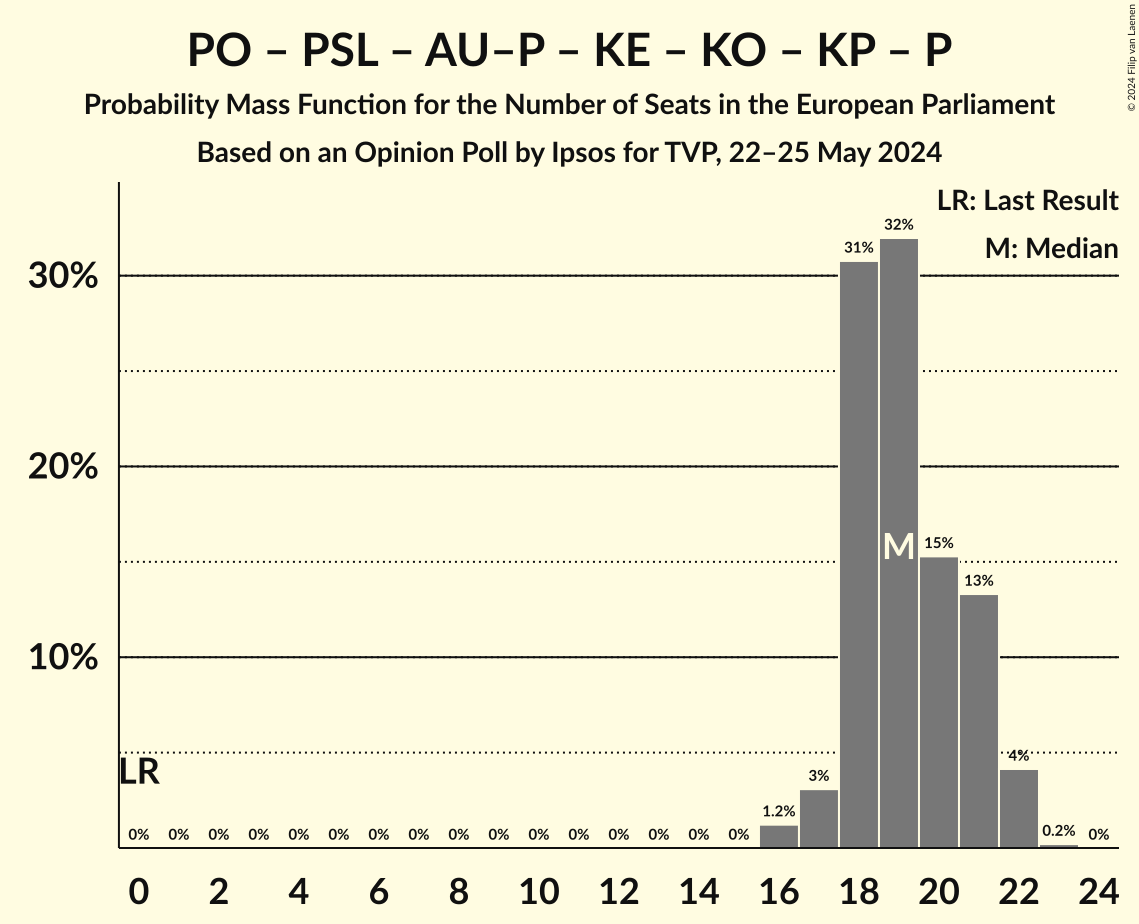 PO – PSL – AU–P – KE – KO – KP – P
Probability Mass Function for the Number of Seats in the European Parliament
Based on an Opinion Poll by Ipsos for TVP, 22–25 May 2024
© 2024 Filip van Laenen
LR: Last Result
M: Median
30%
20%
10%
LR
M
0% 0% 0% 0% 0% 0% 0% 0% 0% 0% 0% 0% 0% 0% 0% 0% 1.2% 3% 31% 32% 15% 13% 4% 0.2% 0%
0 2 4 6 8 10 12 14 16 18 20 22 24